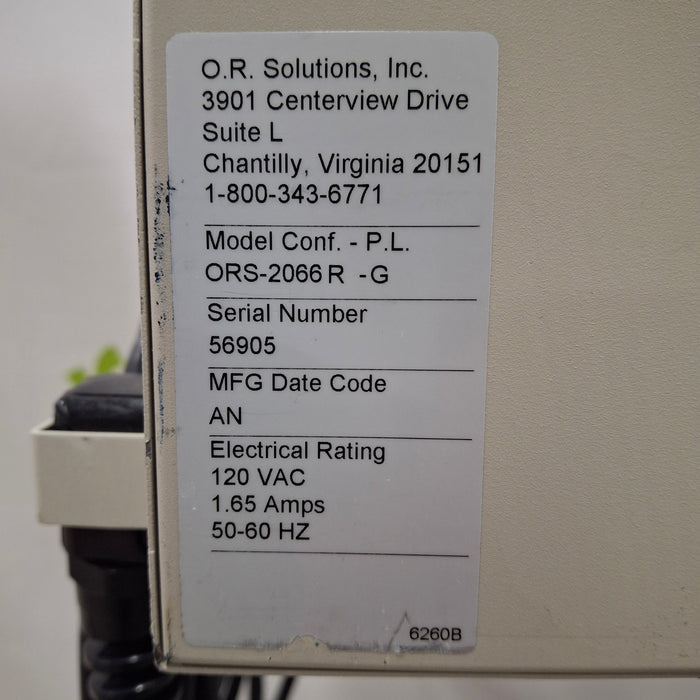 O.R. Solutions, Inc.
3901 Centerview Drive
Suite L
Chantilly, Virginia 20151
1-800-343-6771
Model Conf. - P.L.
ORS-2066 R -G
Serial Number
56905
MFG Date Code
AN
Electrical Rating
120 VAC
1.65 Amps
50-60 HZ
6260B